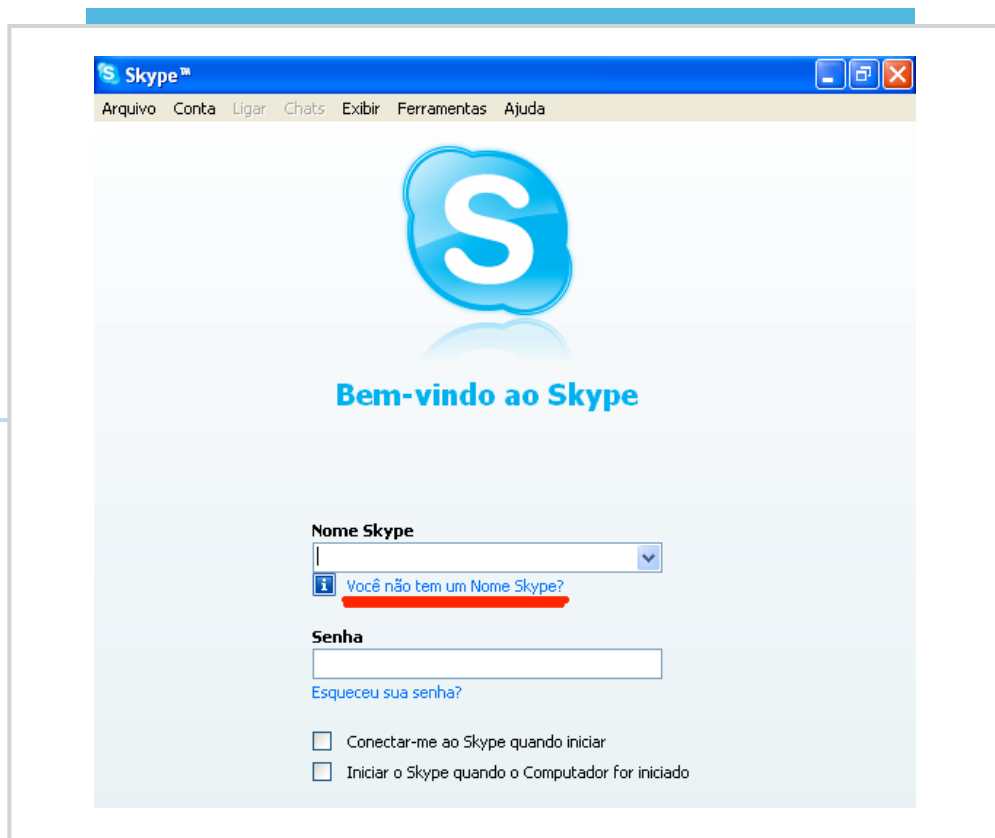 Skype™
Arquivo Conta Ligar Chats Exibir Ferramentas Ajuda
S
Bem-vindo ao Skype
Nome Skype
Você não tem um Nome Skype?
Senha
Esqueceu sua senha?
Conectar-me ao Skype quando iniciar
Iniciar o Skype quando o Computador for iniciado